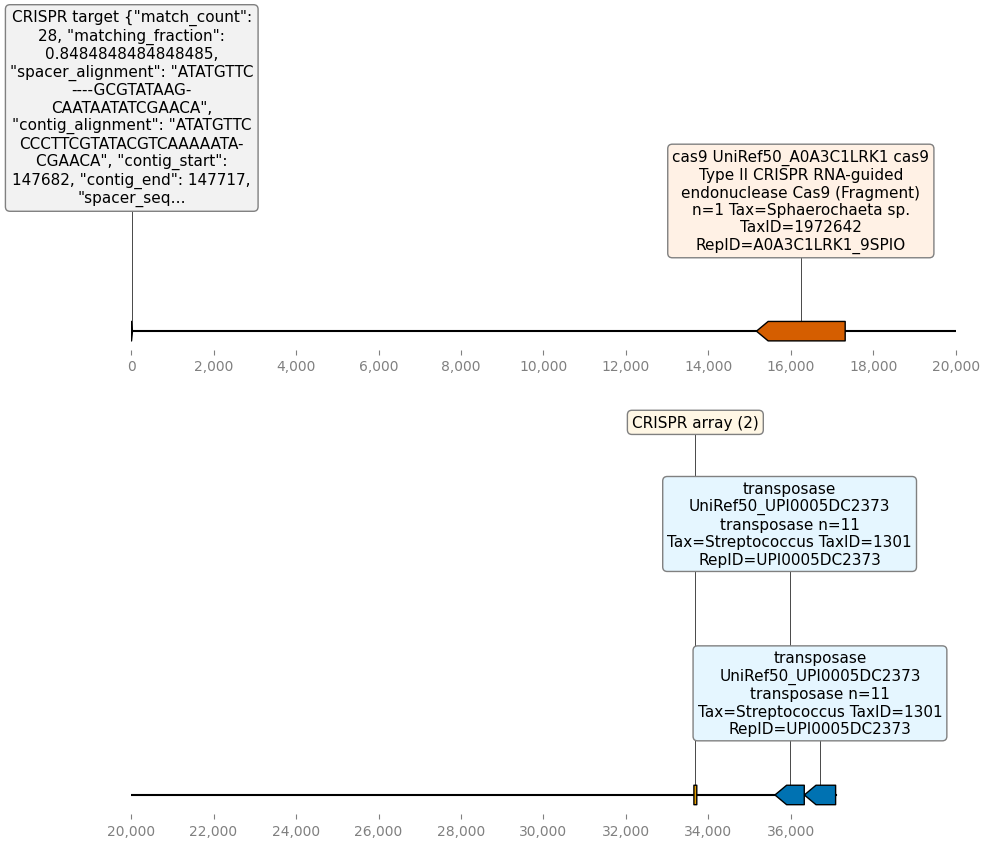 CRISPR target {"match_count":
28, "matching_fraction":
0.8484848484848485,
"spacer_alignment": "ATATGTTC
----GCGTATAAG-
CAATAATATCGAACA",
"contig_alignment": "ATATGTTC
CCCTTCGTATACGTCAAAAATA-
CGAACA", "contig_start":
147682, "contig_end": 147717,
"spacer_seq...
cas9 UniRef50_A0A3C1LRK1 cas9
Type II CRISPR RNA-guided
endonuclease Cas9 (Fragment)
n=1 Tax=Sphaerochaeta sp.
TaxID=1972642
RepID=A0A3C1LRK1_9SPIO
0 2,000 4,000 6,000 8,000 10,000 12,000 14,000 16,000 18,000 20,000
CRISPR array (2)
transposase
UniRef50_UPI0005DC2373
transposase n=11
Tax=Streptococcus TaxID=1301
RepID=UPI0005DC2373
transposase
UniRef50_UPI0005DC2373
transposase n=11
Tax=Streptococcus TaxID=1301
RepID=UPI0005DC2373
20,000 22,000 24,000 26,000 28,000 30,000 32,000 34,000 36,000